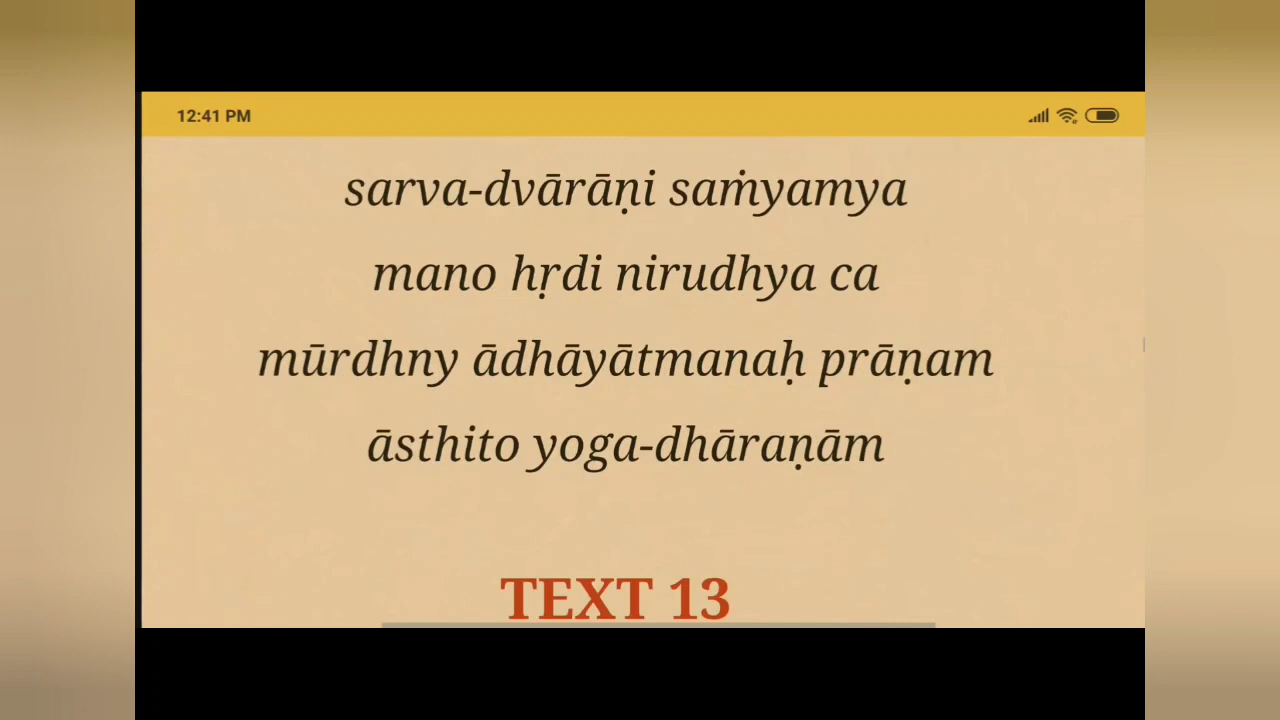 12:41 PM
sarva-dvārāṇi saṁyamya
mano hṛdi nirudhya ca
mūrdhny ādhāyātmanaḥ prāṇam
āsthito yoga-dhāraṇām
TEXT 13